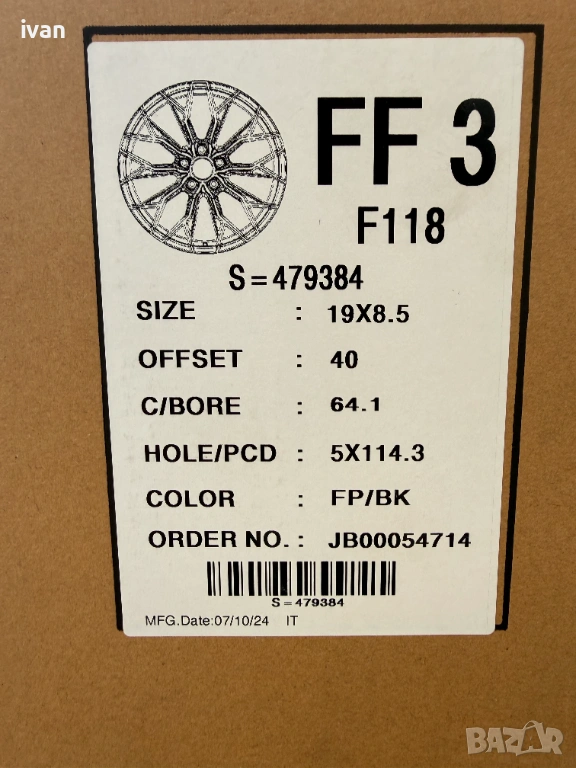 ivan
FF 3
F118
S=479384
SIZE : 19X8.5
OFFSET : 40
C/BORE : 64.1
HOLE/PCD : 5X114.3
COLOR : FP/BK
ORDER NO. : JB00054714
S=479384
MFG.Date:07/10/24 IT
BAZAR